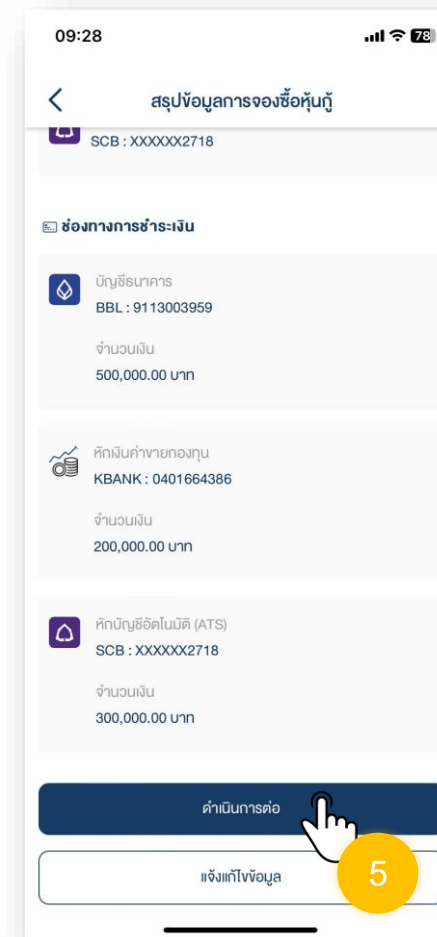 09:28
78
สรุปข้อมูลการจองซื้อหุ้นกู้
SCB : XXXXXX2718
ช่องทางการชำระเงิน
บัญชีธนาคาร
BBL : 9113003959
จำนวนเงิน
500,000.00 บาท
หักเงินค่าขายกองทุน
KBANK : 0401664386
จำนวนเงิน
200,000.00 บาท
หักบัญชีอัตโนมัติ (ATS)
SCB : XXXXXX2718
จำนวนเงิน
300,000.00 บาท
ดำเนินการต่อ
แจ้งแก้ไขข้อมูล
5